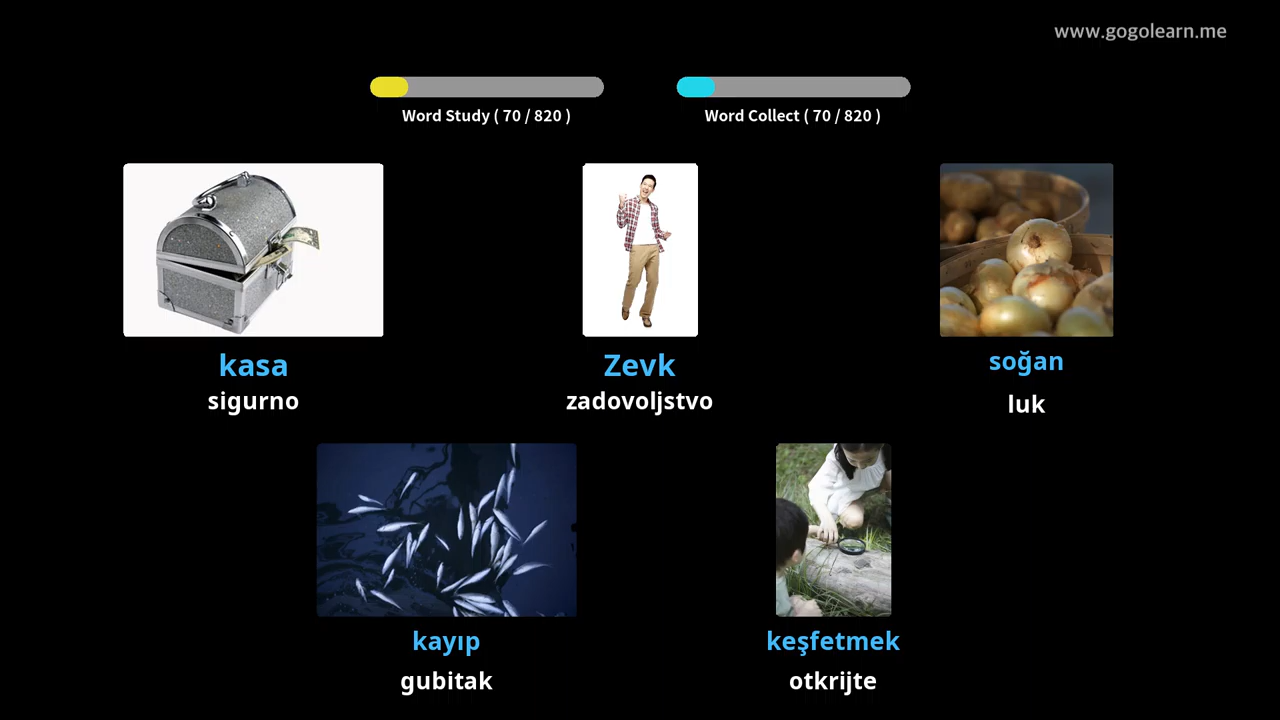 www.gogolearn.me
Word Study ( 70 / 820 )
Word Collect ( 70 / 820 )
kasa
sigurno
Zevk
zadovoljstvo
soğan
luk
kayıp
gubitak
keşfetmek
otkrijte